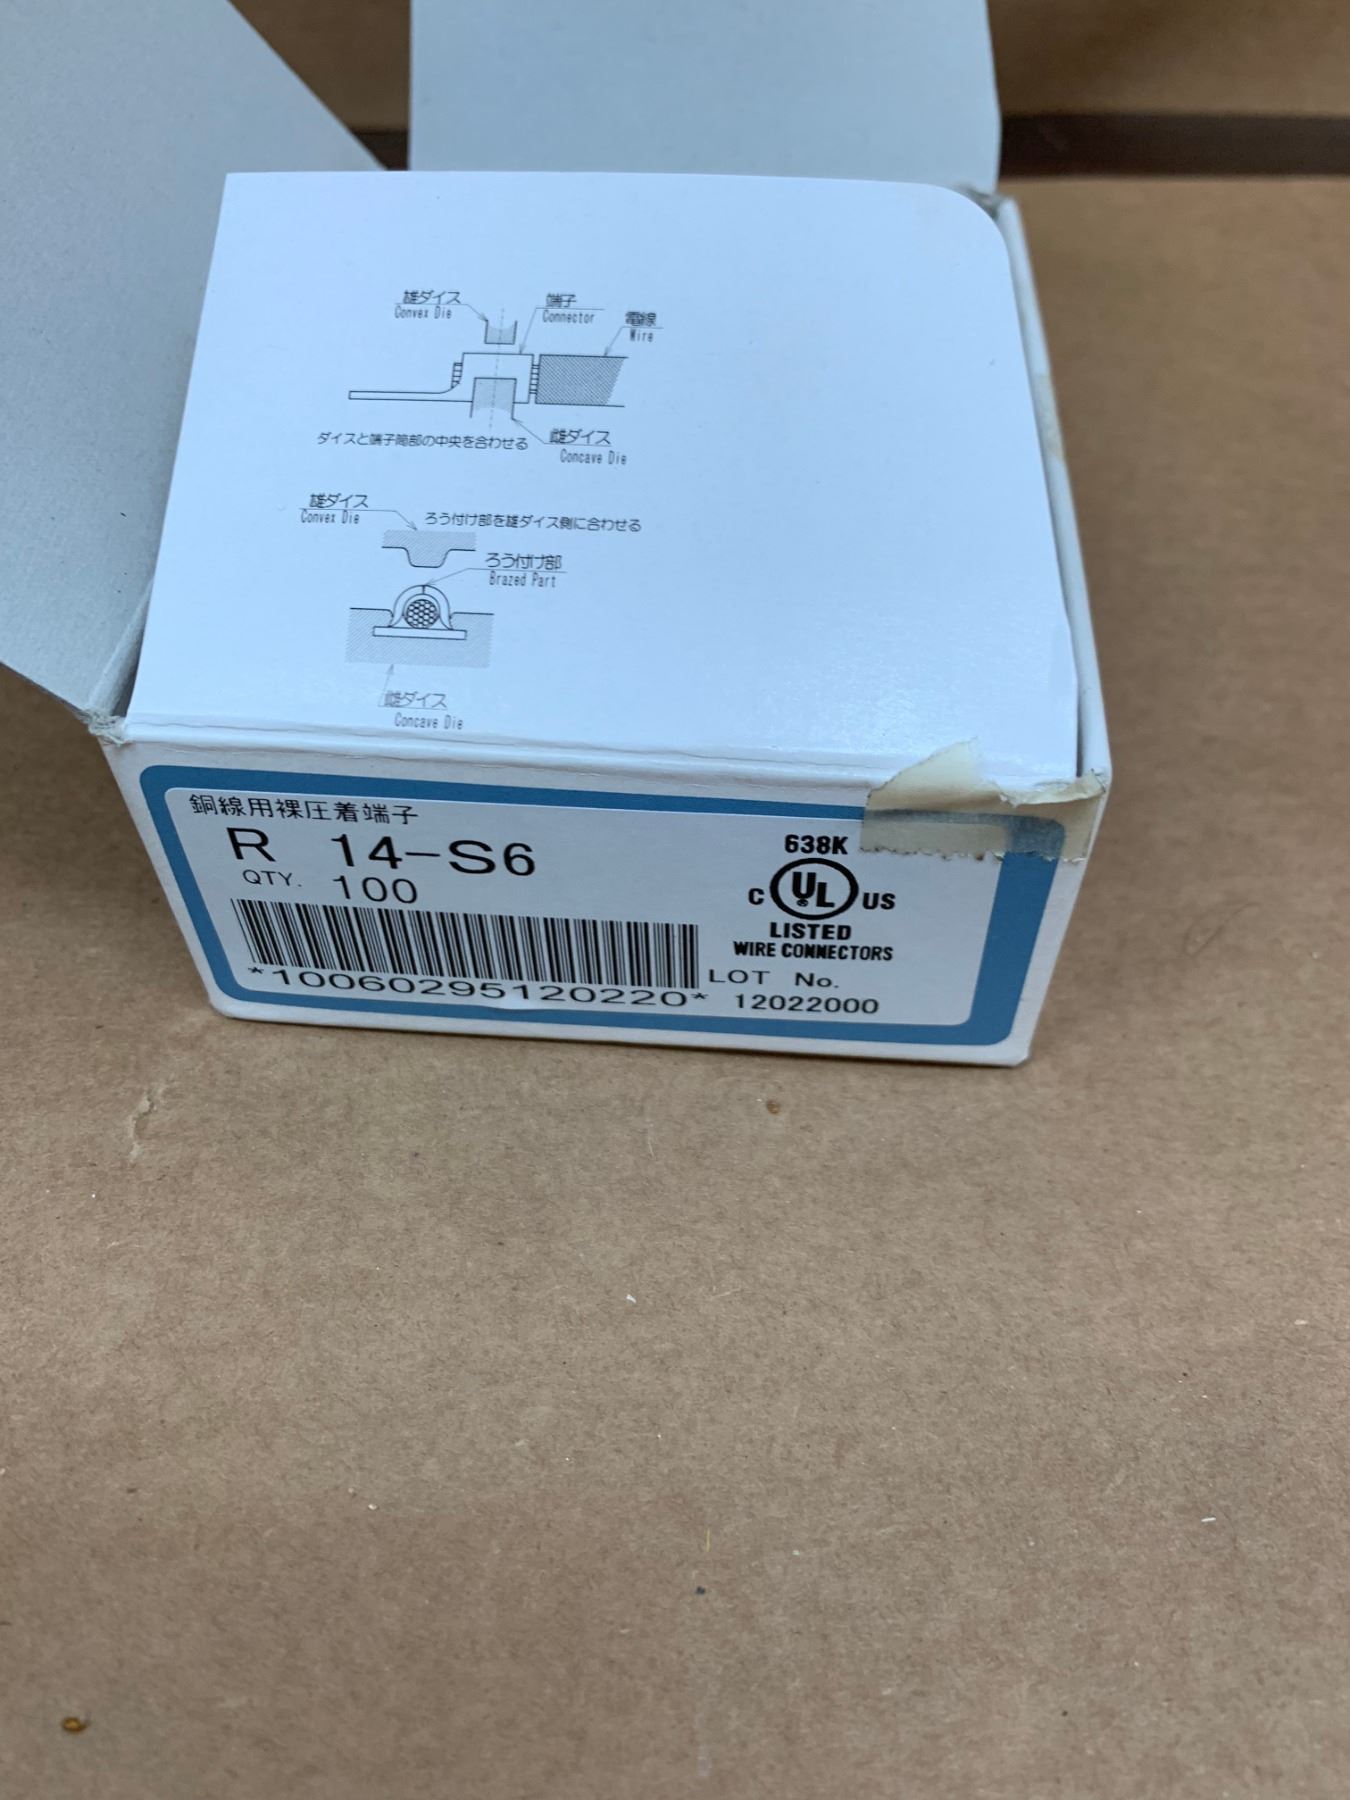 雄ダイス
Convex Die
端子
Connector
電線
Wire
ダイスと端子筒部の中央を合わせる
雌ダイス
Concave Die
雄ダイス
Convex Die
ろう付け部を雄ダイス側に合わせる
ろう付け部
Brazed Part
雌ダイス
Concave Die
銅線用裸圧着端子
R 14-S6
QTY. 100
*10060295120220*
638K
C UL US
LISTED
WIRE CONNECTORS
LOT No.
12022000